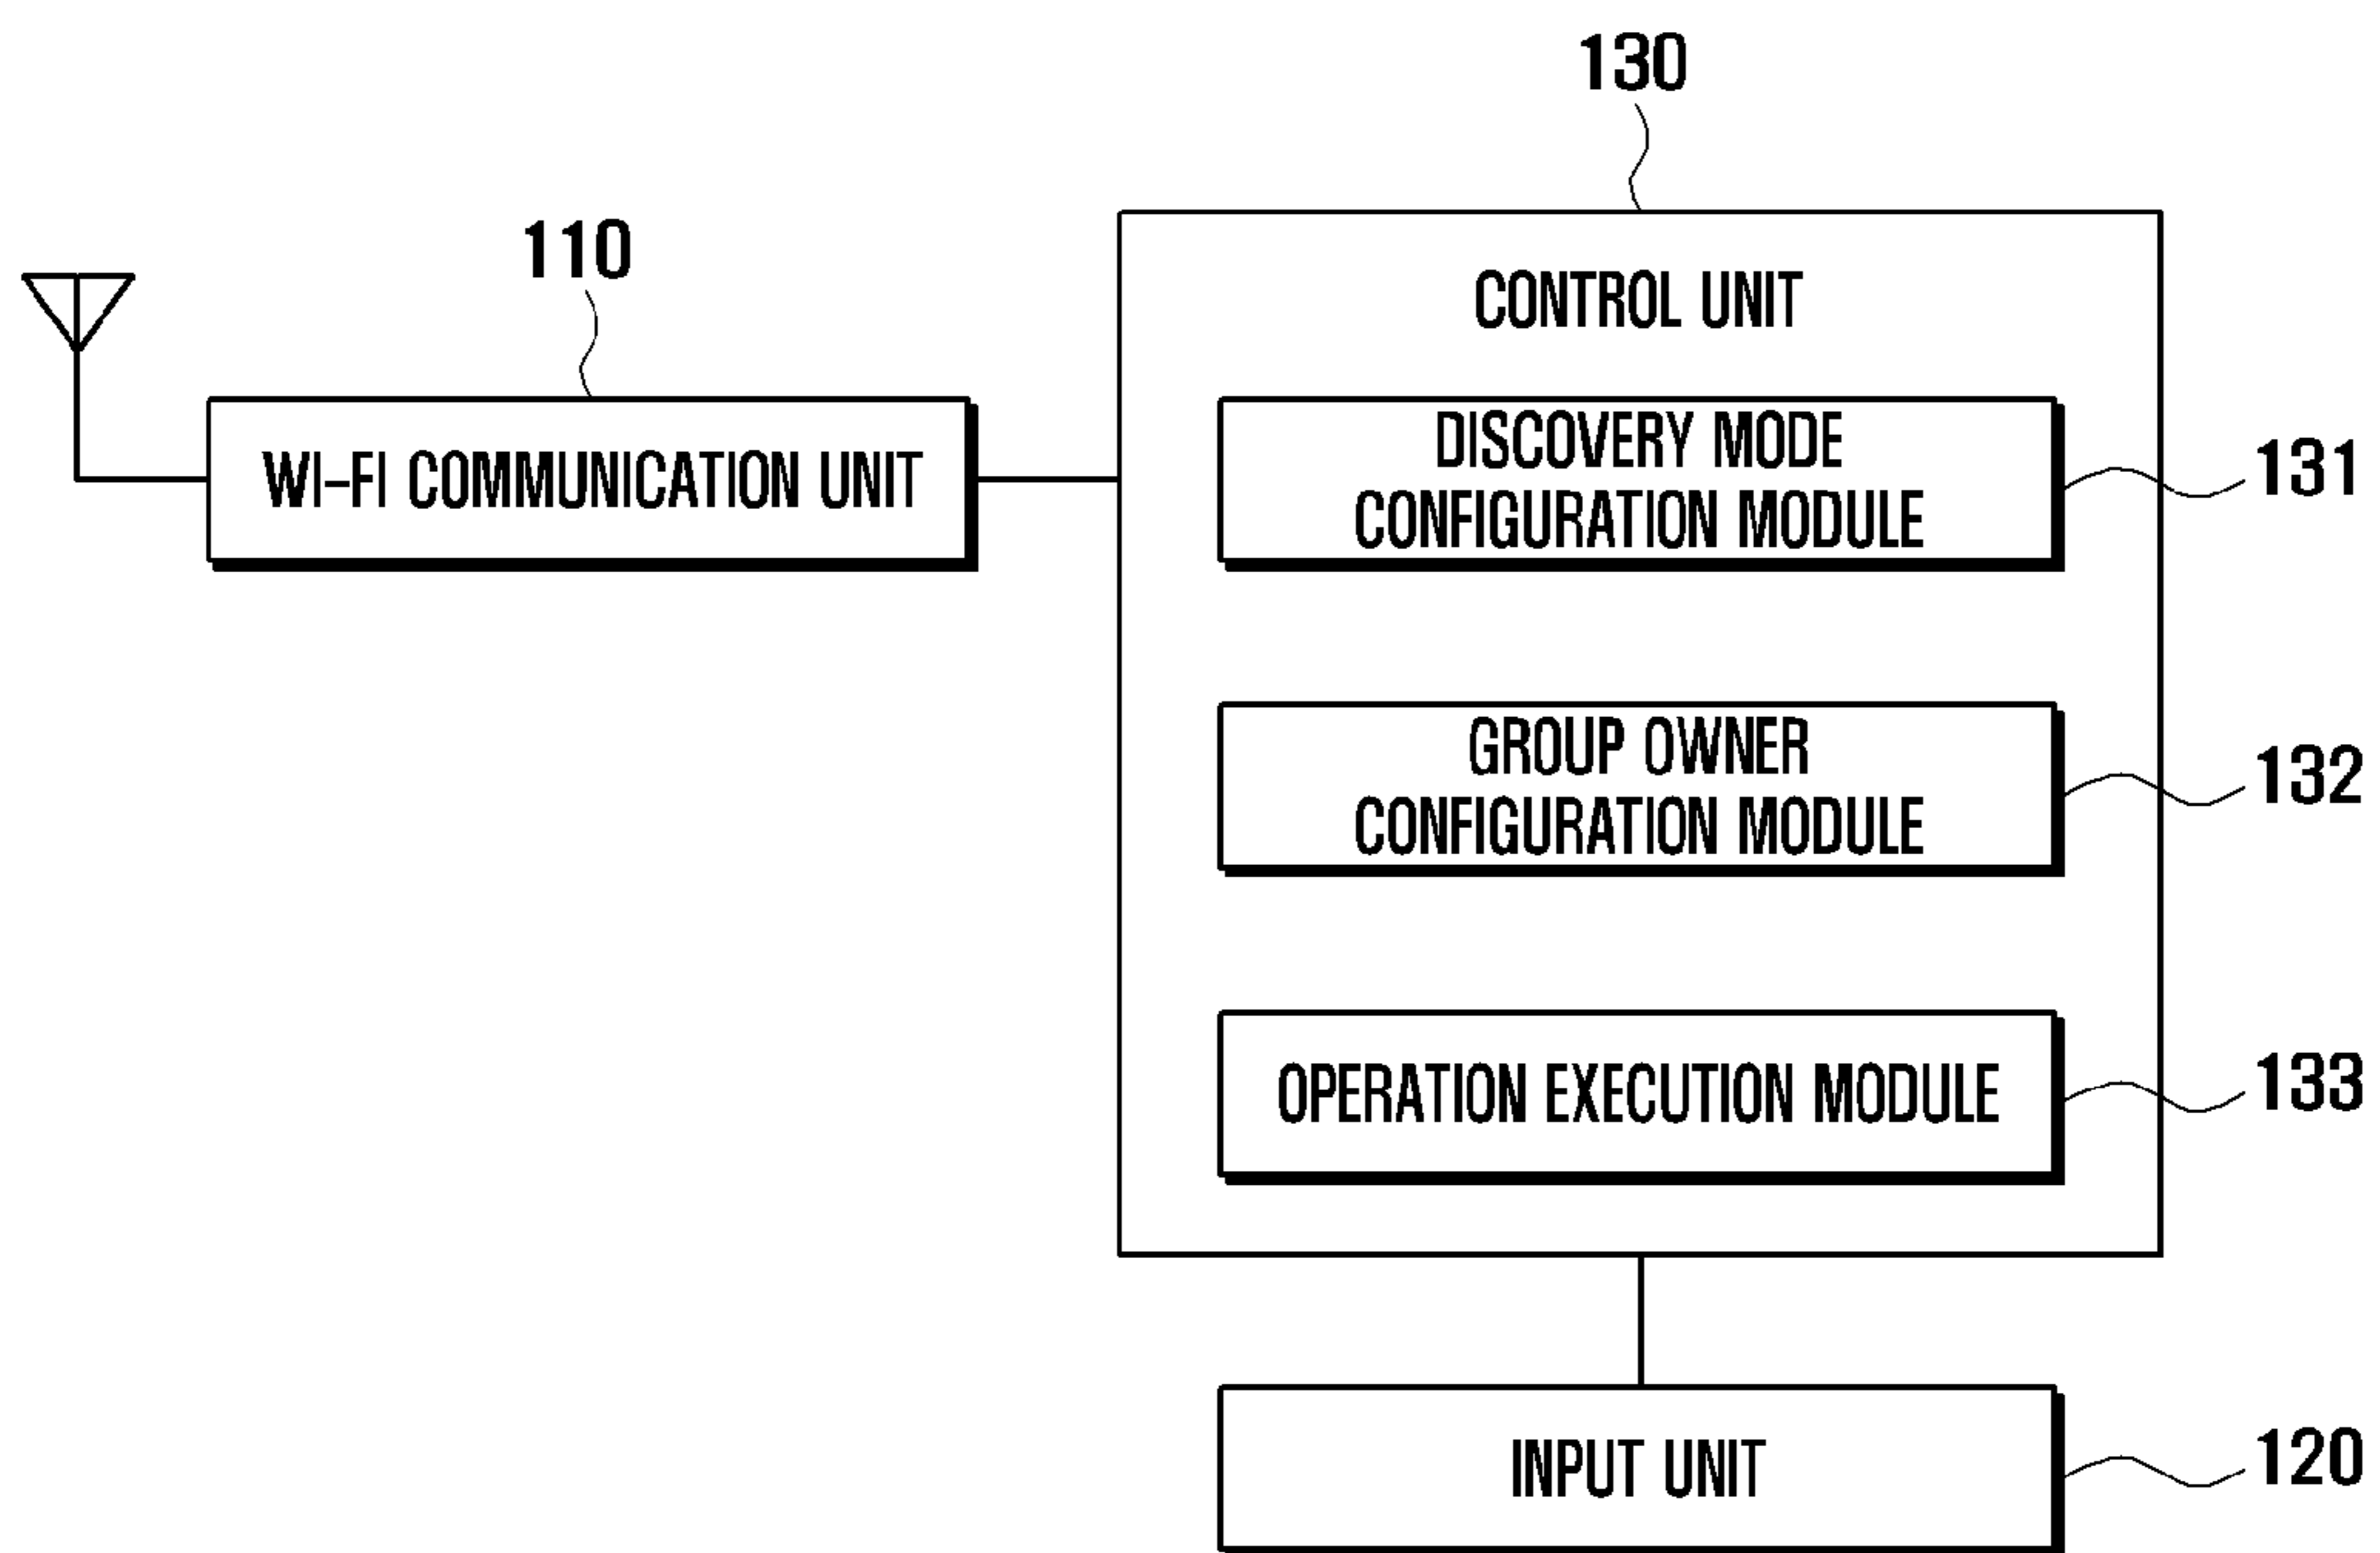 130
110
CONTROL UNIT
WI-FI COMMUNICATION UNIT
DISCOVERY MODE
CONFIGURATION MODULE
131
GROUP OWNER
CONFIGURATION MODULE
132
OPERATION EXECUTION MODULE
133
INPUT UNIT
120